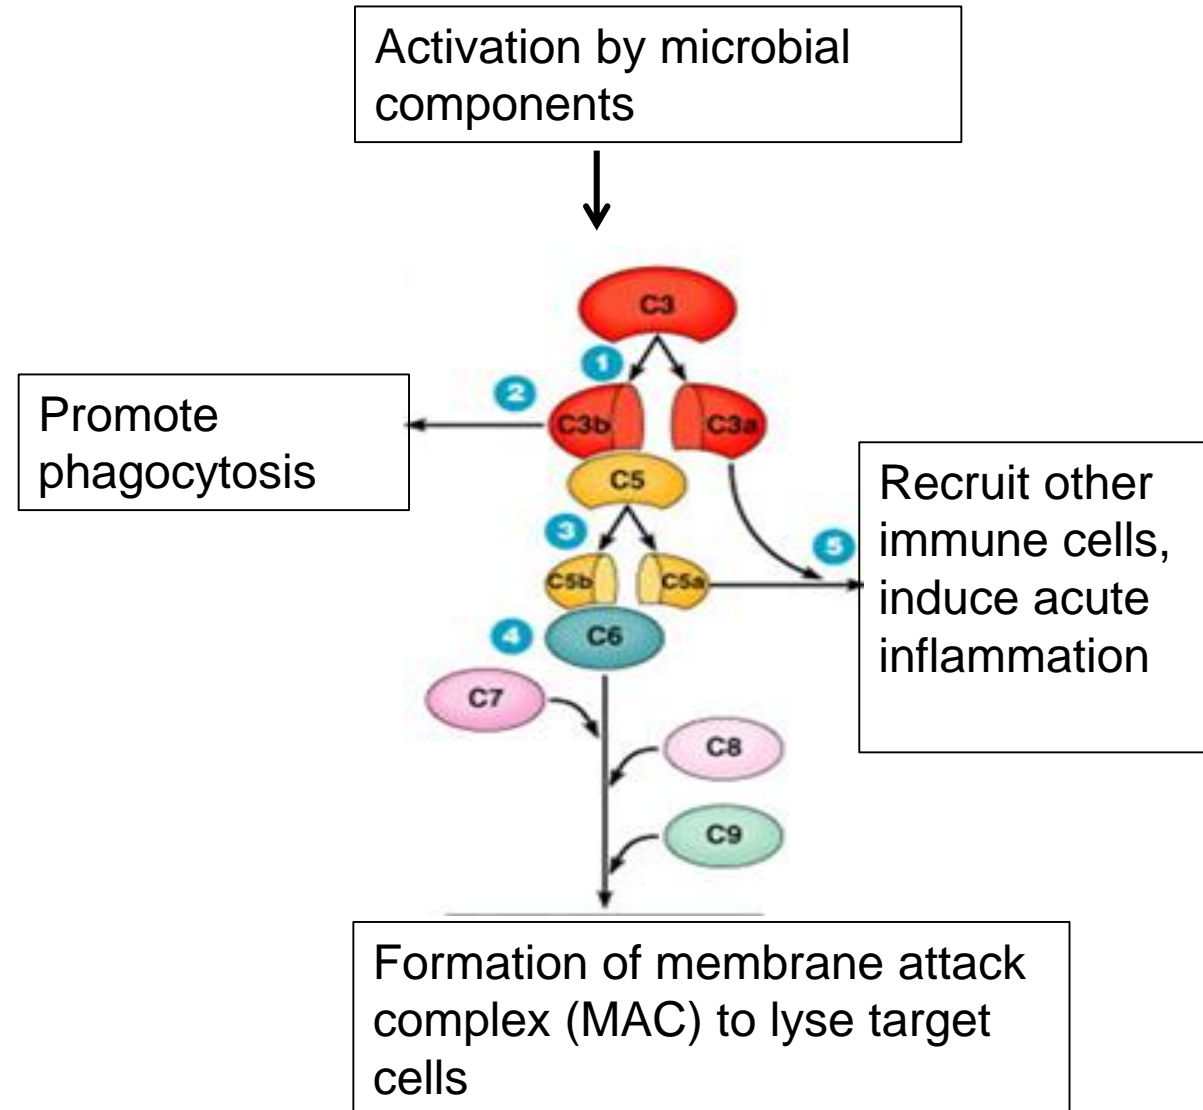 Activation by microbial
components
C3
1
2
C3b
C3a
Promote
phagocytosis
C5
3
5
C5b
C5a
Recruit other
immune cells,
induce acute
inflammation
4
C6
C7
C8
C9
Formation of membrane attack
complex (MAC) to lyse target
cells